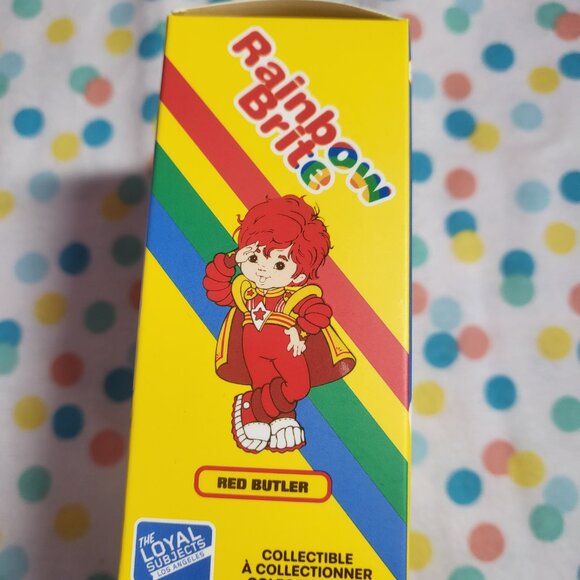 Rainbow
Brite
RED BUTLER
THE
LOYAL
SUBJECTS
LOS ANGELES
COLLECTIBLE
À COLLECTIONNER